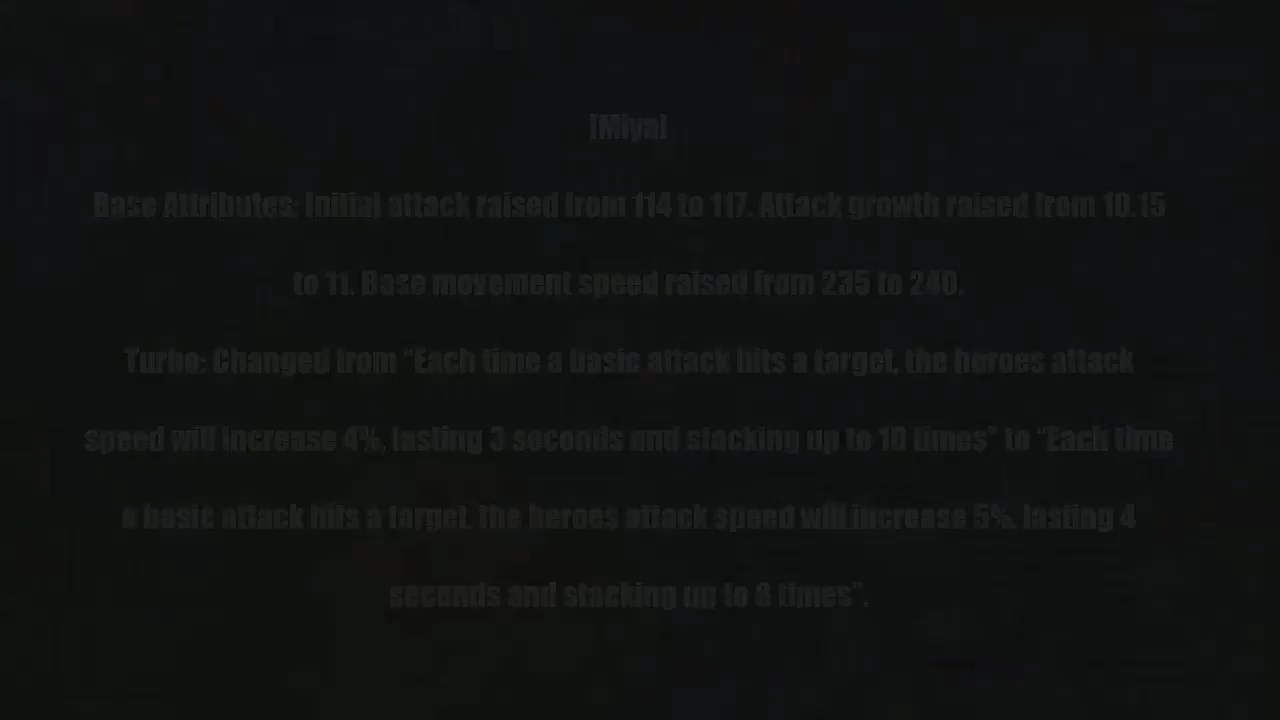 [Miya]
Base Attributes: Initial attack raised from 114 to 117. Attack growth raised from 10.15
to 11. Base movement speed raised from 235 to 240.
Turbo: Changed from “Each time a basic attack hits a target, the heroes attack
speed will increase 4%, lasting 3 seconds and stacking up to 10 times” to “Each time
a basic attack hits a target, the heroes attack speed will increase 5%, lasting 4
seconds and stacking up to 8 times”.